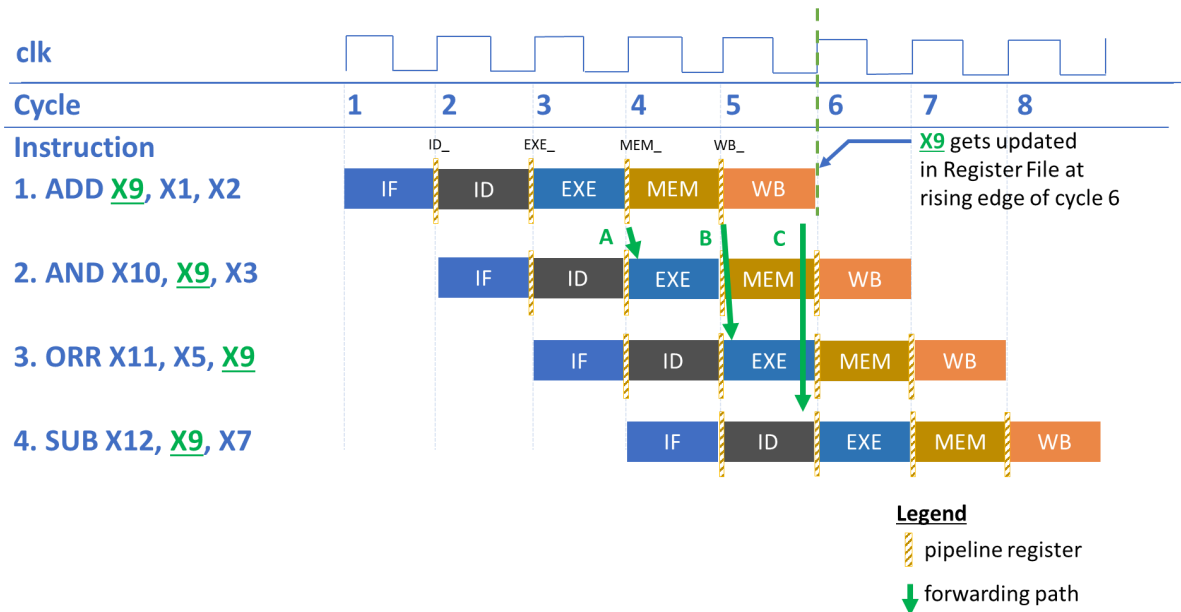 clk
Cycle 1 2 3 4 5 6 7 8
Instruction
ID_ EXE_ MEM_ WB_
X9 gets updated
in Register File at
rising edge of cycle 6
1. ADD X9, X1, X2
IF ID EXE MEM WB
A B C
2. AND X10, X9, X3
IF ID EXE MEM WB
3. ORR X11, X5, X9
IF ID EXE MEM WB
4. SUB X12, X9, X7
IF ID EXE MEM WB
Legend
pipeline register
forwarding path